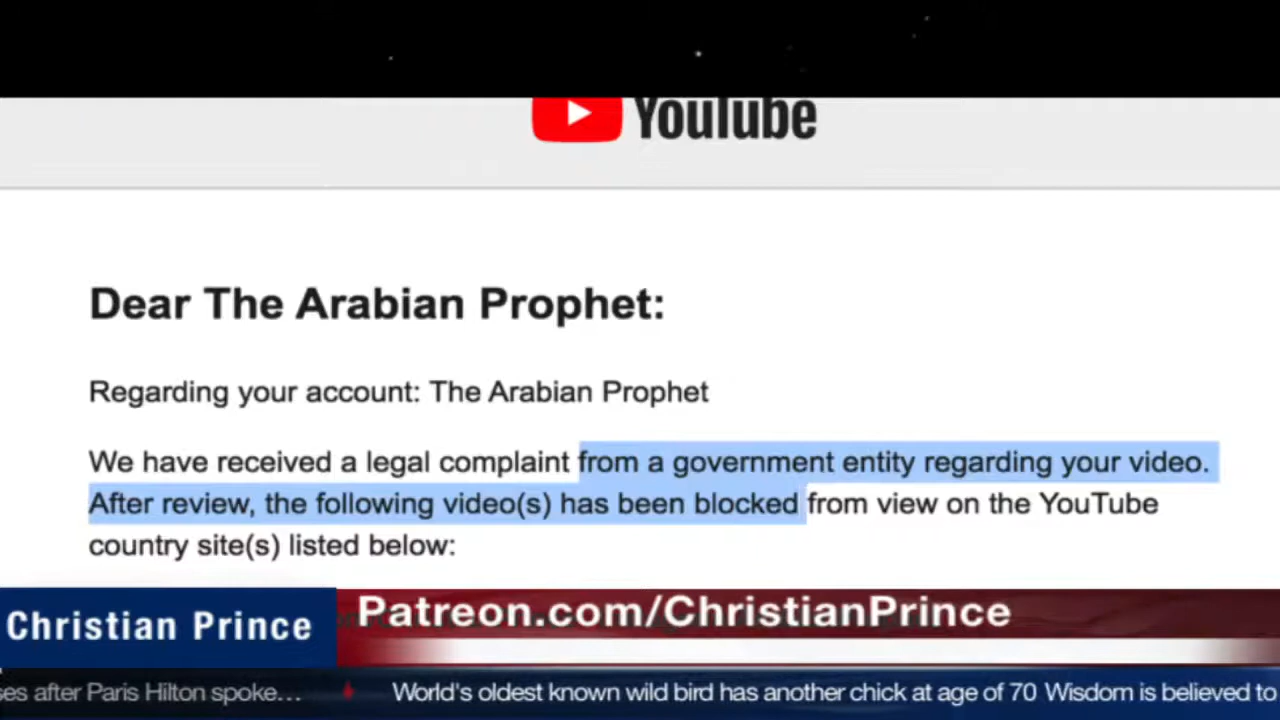 YouTube
Dear The Arabian Prophet:
Regarding your account: The Arabian Prophet
We have received a legal complaint from a government entity regarding your video.
After review, the following video(s) has been blocked from view on the YouTube
country site(s) listed below:
Christian Prince
Patreon.com/ChristianPrince
after Paris Hilton spoke... World's oldest known wild bird has another chick at age of 70 Wisdom is believed to